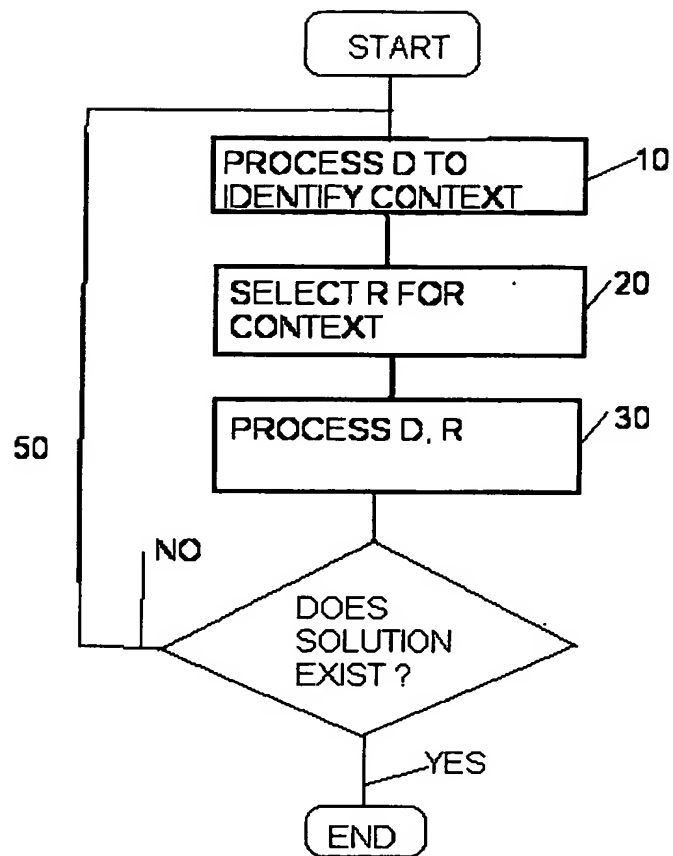 START
PROCESS D TO
IDENTIFY CONTEXT
10
SELECT R FOR
CONTEXT
20
PROCESS D, R
30
50
NO
DOES
SOLUTION
EXIST ?
YES
END